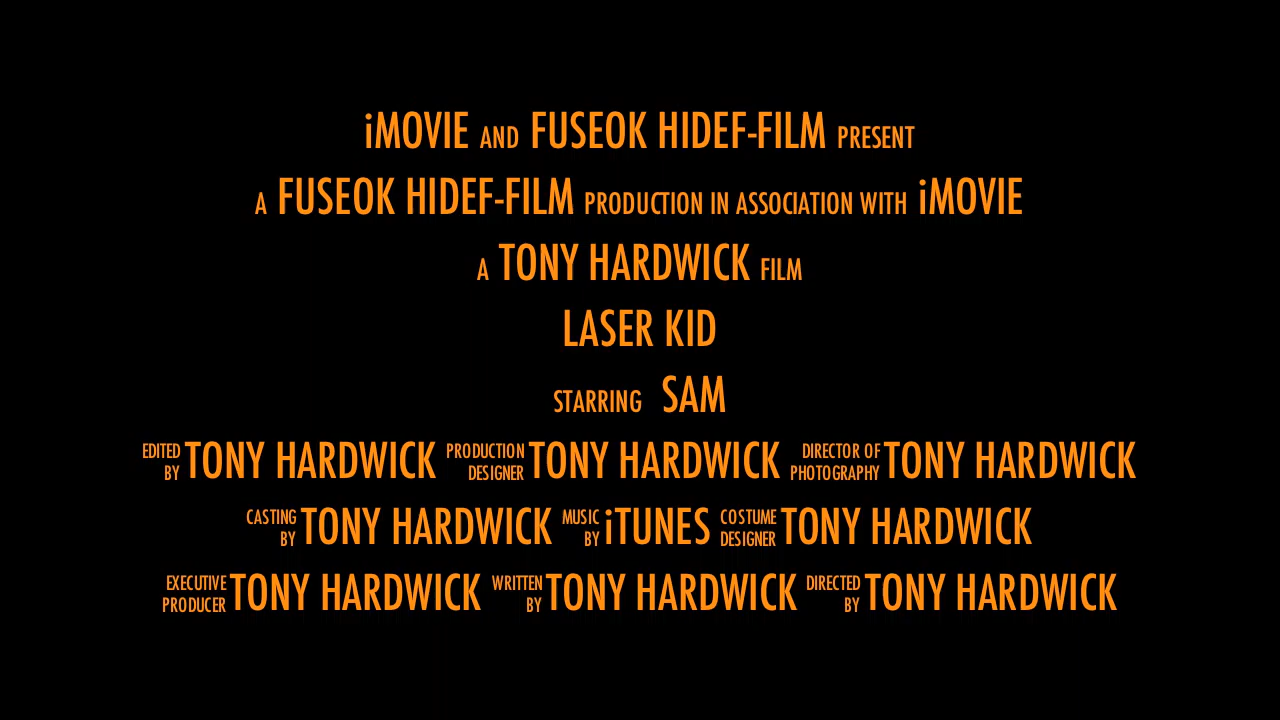 iMOVIE AND FUSEOK HIDEF-FILM PRESENT
A FUSEOK HIDEF-FILM PRODUCTION IN ASSOCIATION WITH iMOVIE
A TONY HARDWICK FILM
LASER KID
STARRING SAM
EDITED BY TONY HARDWICK PRODUCTION DESIGNER TONY HARDWICK DIRECTOR OF PHOTOGRAPHY TONY HARDWICK
CASTING BY TONY HARDWICK MUSIC BY iTUNES COSTUME DESIGNER TONY HARDWICK
EXECUTIVE PRODUCER TONY HARDWICK WRITTEN BY TONY HARDWICK DIRECTED BY TONY HARDWICK